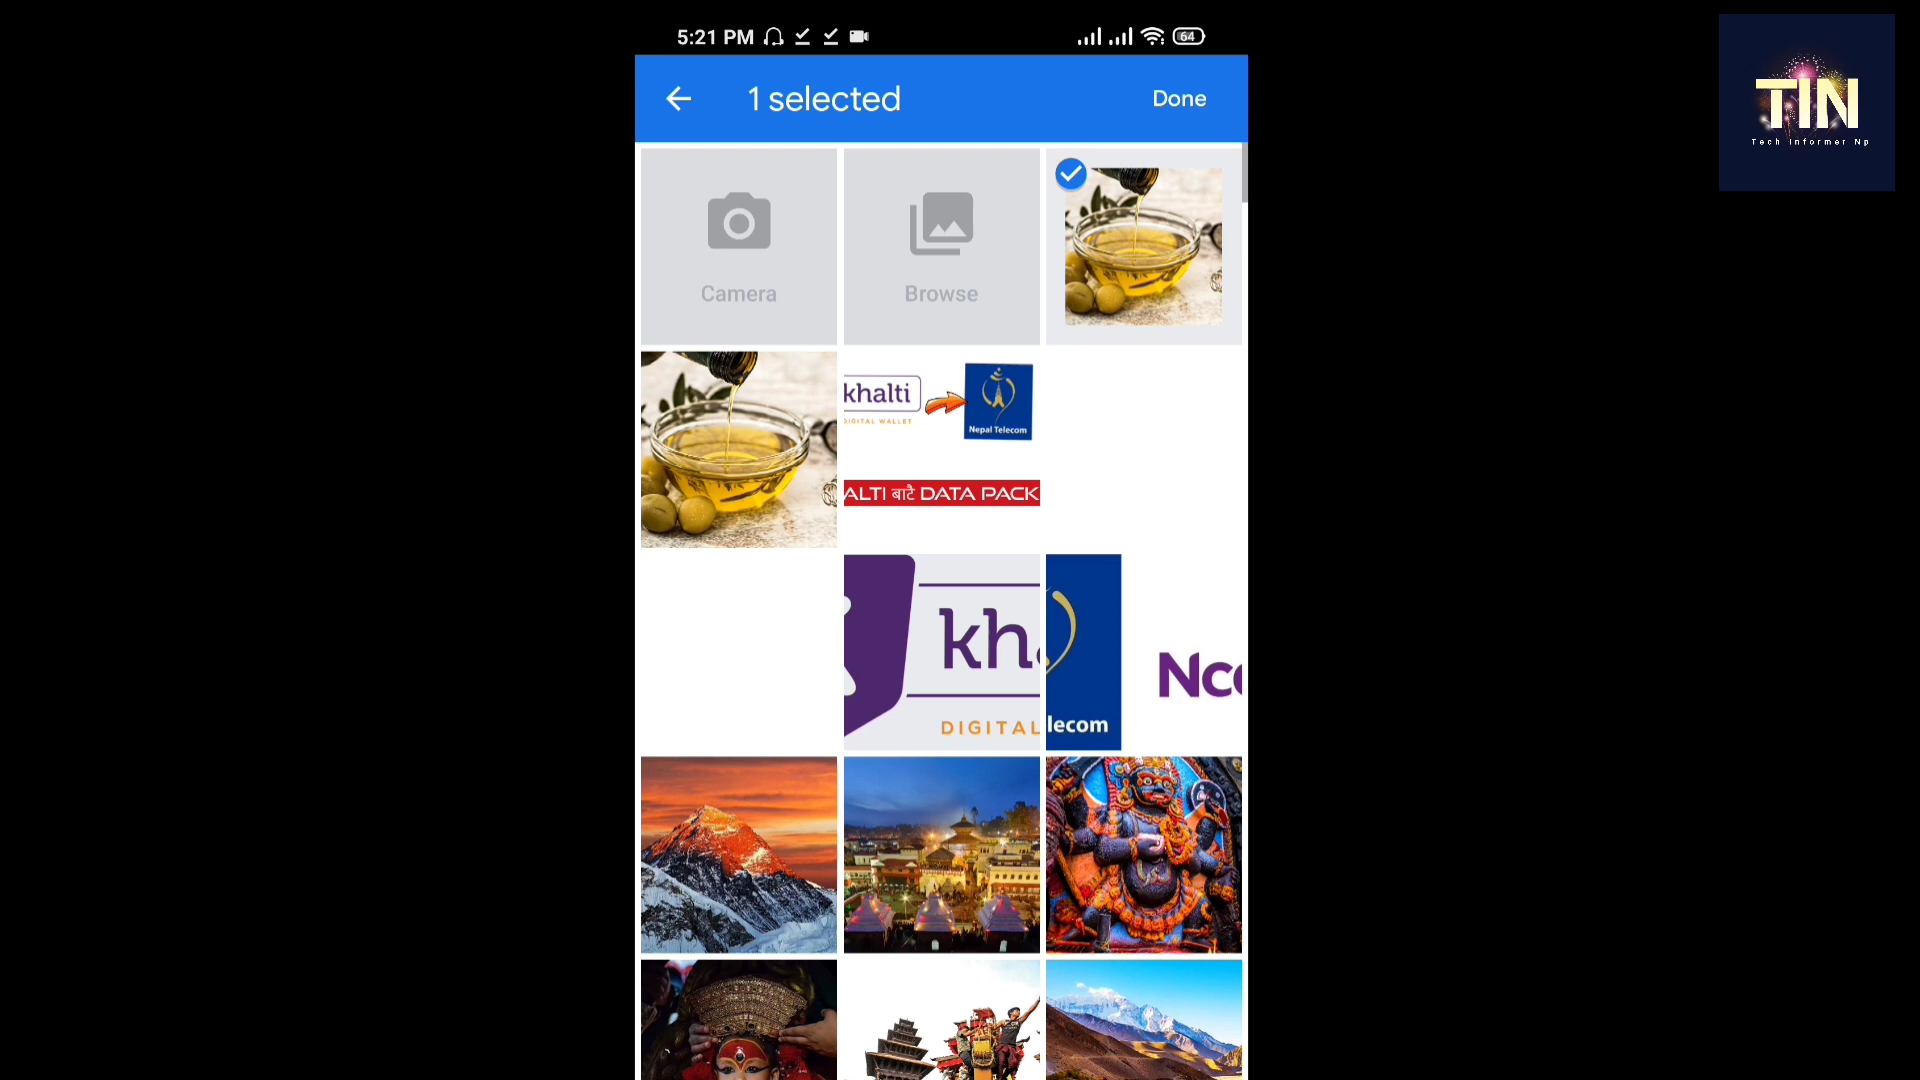 5:21 PM
64
1 selected
Done
TIN
Tech Informer Np
Camera
Browse
khalti
DIGITAL WALLET
Nepal Telecom
ALTI बाटै DATA PACK
kh
DIGITAL
lecom
Nc